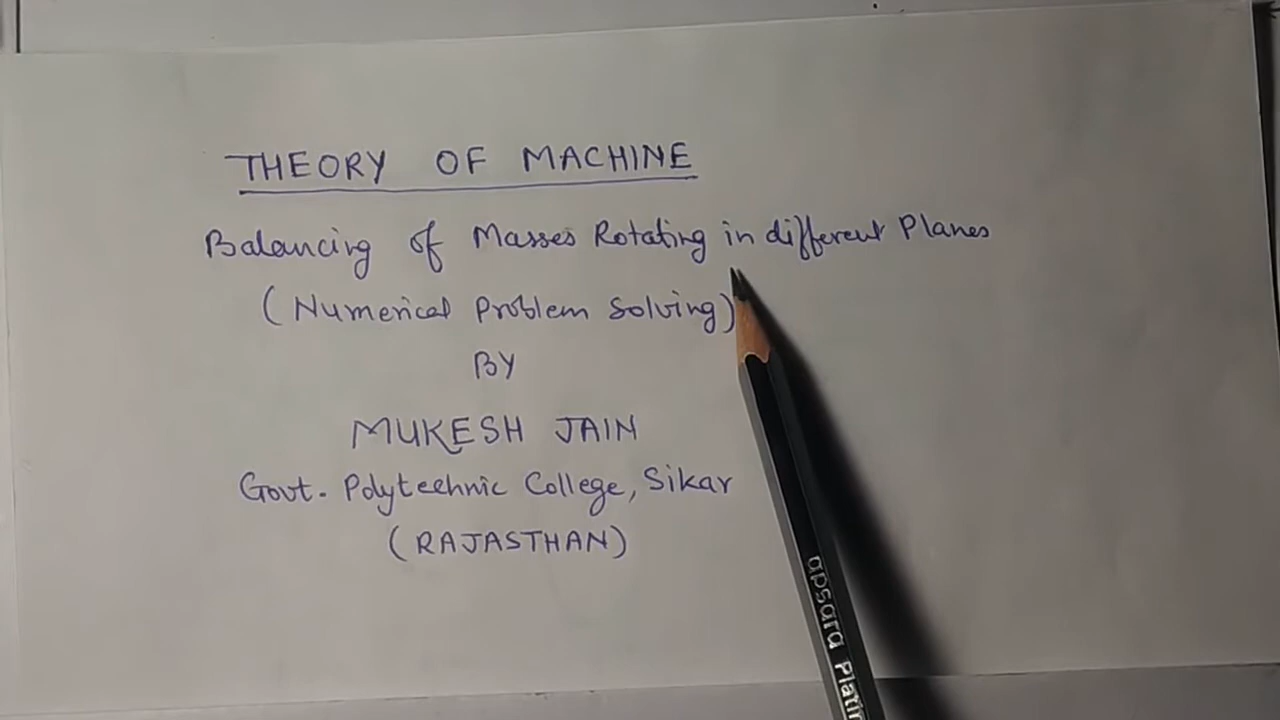 THEORY OF MACHINE
Balancing of Masses Rotating in different Planes
(Numerical Problem Solving)
BY
MUKESH JAIN
Govt. Polytechnic College, Sikar
(RAJASTHAN)
apsara Platin